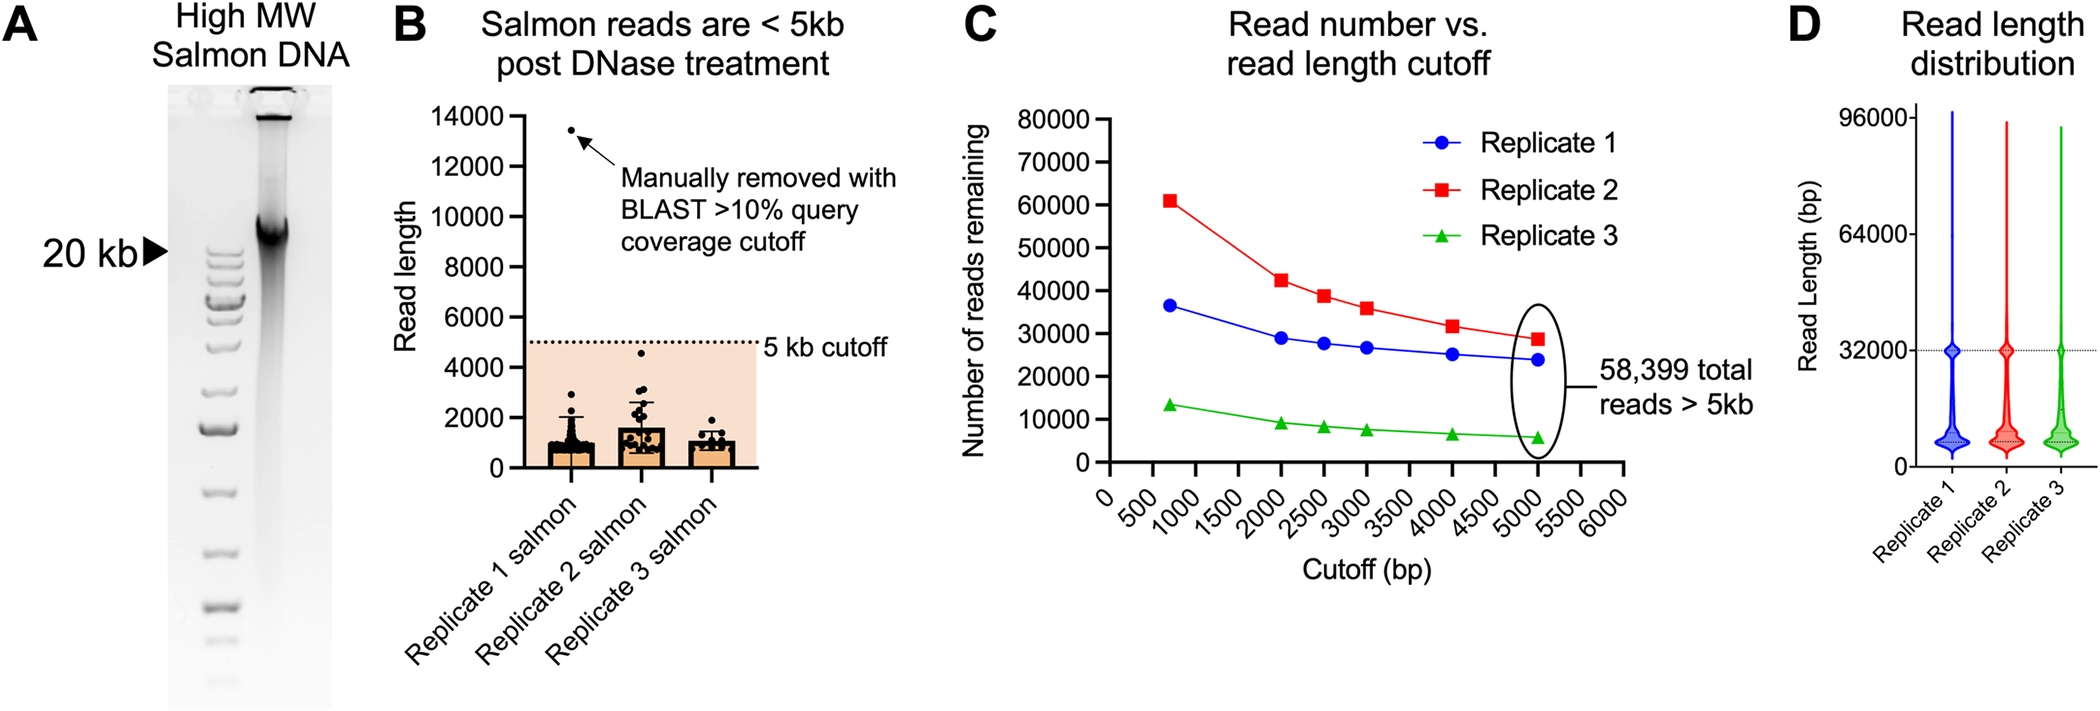 A
High MW
Salmon DNA
20 kb
B
Salmon reads are < 5kb
post DNase treatment
Read length
14000
12000
10000
8000
6000
4000
2000
0
Manually removed with
BLAST >10% query
coverage cutoff
5 kb cutoff
Replicate 1 salmon
Replicate 2 salmon
Replicate 3 salmon
C
Read number vs.
read length cutoff
Number of reads remaining
80000
70000
60000
50000
40000
30000
20000
10000
0
Replicate 1
Replicate 2
Replicate 3
58,399 total
reads > 5kb
0
500
1000
1500
2000
2500
3000
3500
4000
4500
5000
5500
6000
Cutoff (bp)
D
Read length
distribution
Read Length (bp)
96000
64000
32000
0
Replicate 1
Replicate 2
Replicate 3